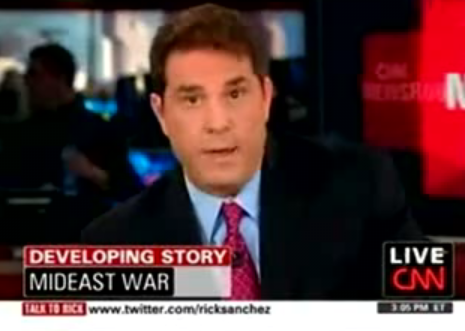 CNN
NEWSROOM
N
DEVELOPING STORY
MIDEAST WAR
LIVE
CNN
TALK TO RICK www.twitter.com/ricksanchez
3:05 PM ET